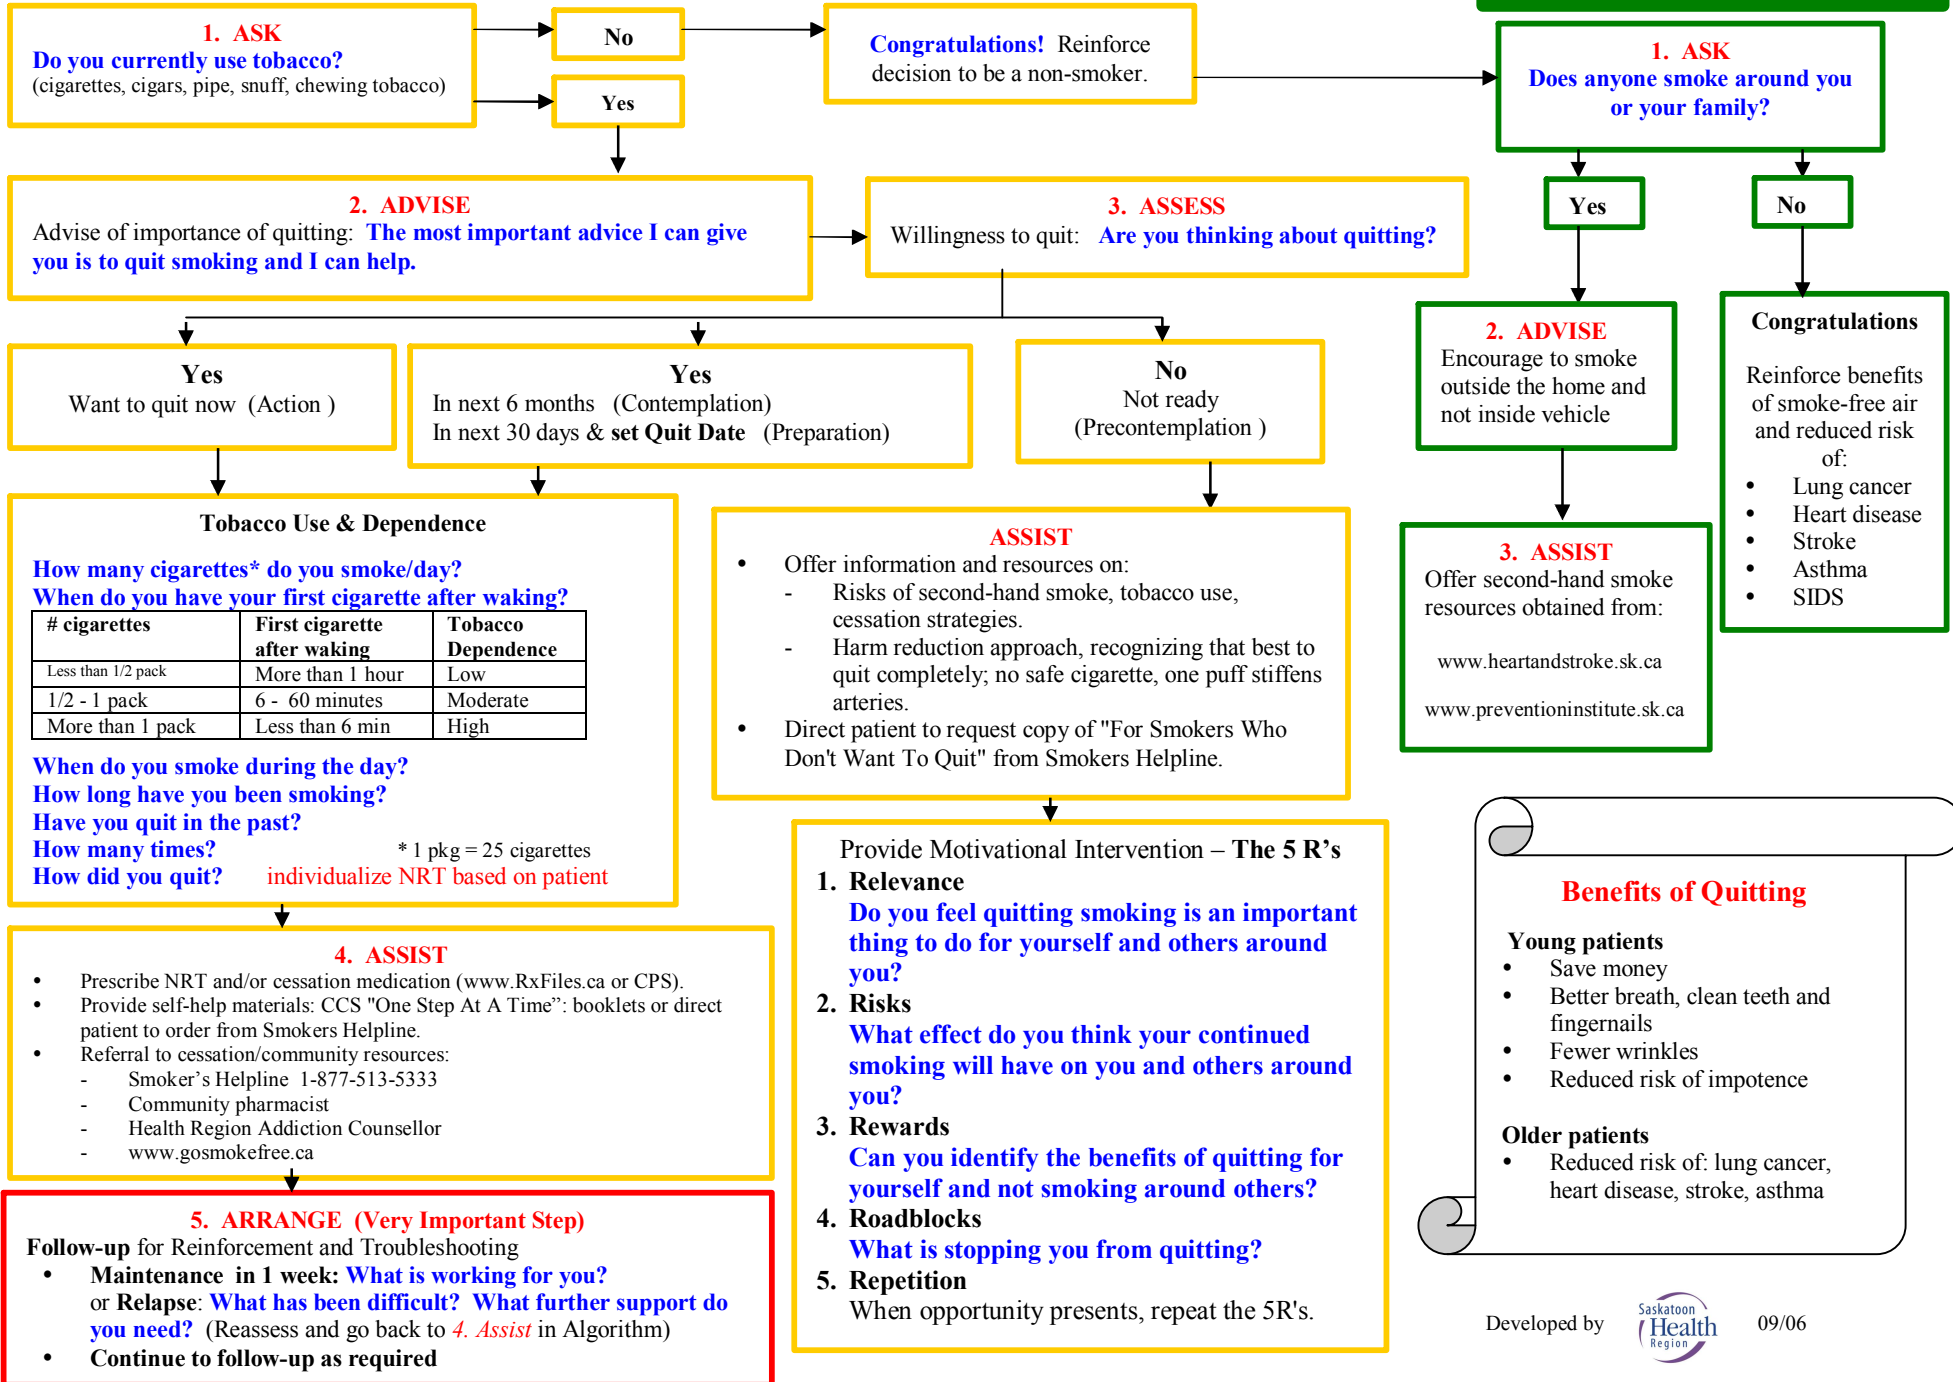 1. ASK
Do you currently use tobacco?
(cigarettes, cigars, pipe, snuff, chewing tobacco)
No
Yes
Congratulations! Reinforce
decision to be a non-smoker.
1. ASK
Does anyone smoke around you
or your family?
Yes
No
2. ADVISE
Advise of importance of quitting: The most important advice I can give
you is to quit smoking and I can help.
3. ASSESS
Willingness to quit: Are you thinking about quitting?
Yes
Want to quit now (Action )
Yes
In next 6 months (Contemplation)
In next 30 days & set Quit Date (Preparation)
No
Not ready
(Precontemplation )
2. ADVISE
Encourage to smoke
outside the home and
not inside vehicle
Congratulations
Reinforce benefits
of smoke-free air
and reduced risk
of:
• Lung cancer
• Heart disease
• Stroke
• Asthma
• SIDS
3. ASSIST
Offer second-hand smoke
resources obtained from:
www.heartandstroke.sk.ca
www.preventioninstitute.sk.ca
Tobacco Use & Dependence
How many cigarettes* do you smoke/day?
When do you have your first cigarette after waking?
# cigarettes First cigarette after waking Tobacco Dependence
Less than 1/2 pack More than 1 hour Low
1/2 - 1 pack 6 - 60 minutes Moderate
More than 1 pack Less than 6 min High
When do you smoke during the day?
How long have you been smoking?
Have you quit in the past?
How many times? * 1 pkg = 25 cigarettes
How did you quit? individualize NRT based on patient
ASSIST
• Offer information and resources on:
- Risks of second-hand smoke, tobacco use,
cessation strategies.
- Harm reduction approach, recognizing that best to
quit completely; no safe cigarette, one puff stiffens
arteries.
• Direct patient to request copy of "For Smokers Who
Don't Want To Quit" from Smokers Helpline.
4. ASSIST
• Prescribe NRT and/or cessation medication (www.RxFiles.ca or CPS).
• Provide self-help materials: CCS "One Step At A Time”: booklets or direct
patient to order from Smokers Helpline.
• Referral to cessation/community resources:
- Smoker’s Helpline 1-877-513-5333
- Community pharmacist
- Health Region Addiction Counsellor
- www.gosmokefree.ca
5. ARRANGE (Very Important Step)
Follow-up for Reinforcement and Troubleshooting
• Maintenance in 1 week: What is working for you?
or Relapse: What has been difficult? What further support do
you need? (Reassess and go back to 4. Assist in Algorithm)
• Continue to follow-up as required
Provide Motivational Intervention – The 5 R’s
1. Relevance
Do you feel quitting smoking is an important
thing to do for yourself and others around
you?
2. Risks
What effect do you think your continued
smoking will have on you and others around
you?
3. Rewards
Can you identify the benefits of quitting for
yourself and not smoking around others?
4. Roadblocks
What is stopping you from quitting?
5. Repetition
When opportunity presents, repeat the 5R's.
Benefits of Quitting
Young patients
• Save money
• Better breath, clean teeth and
fingernails
• Fewer wrinkles
• Reduced risk of impotence
Older patients
• Reduced risk of: lung cancer,
heart disease, stroke, asthma
Developed by
Saskatoon
Health
Region
09/06